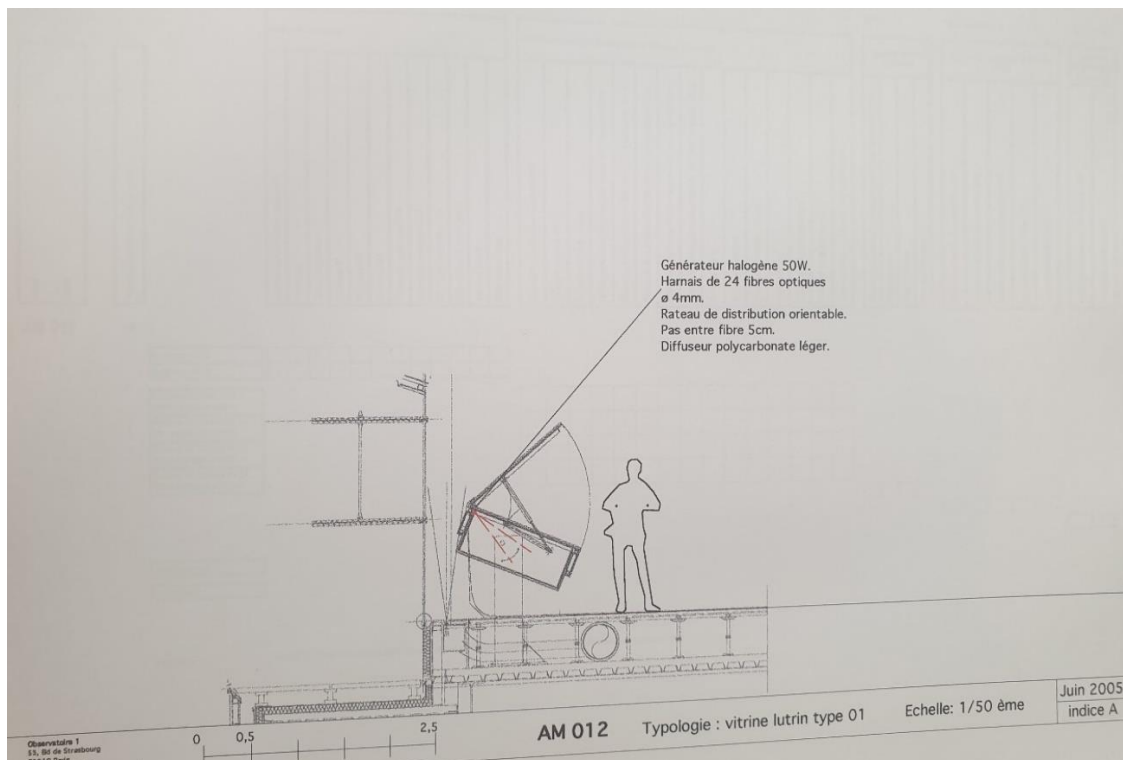 Générateur halogène 50W.
Harnais de 24 fibres optiques
ø 4mm.
Rateau de distribution orientable.
Pas entre fibre 5cm.
Diffuseur polycarbonate léger.
Observatoire 1
53, Bd de Strasbourg
Paris
0
0,5
2,5
AM 012
Typologie : vitrine lutrin type 01
Echelle: 1/50 ème
Juin 2005
indice A